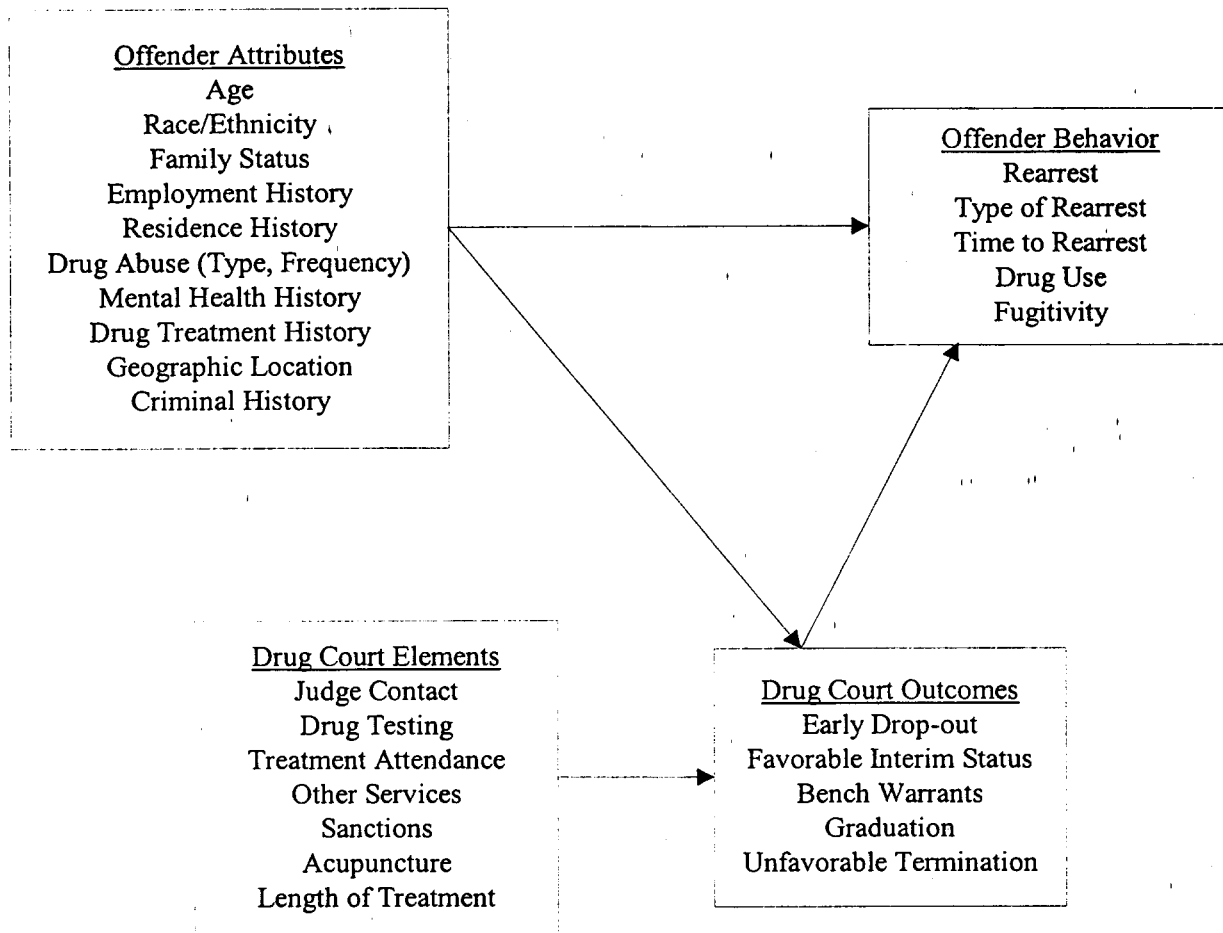 Offender Attributes
Age
Race/Ethnicity
Family Status
Employment History
Residence History
Drug Abuse (Type, Frequency)
Mental Health History
Drug Treatment History
Geographic Location
Criminal History
Offender Behavior
Rearrest
Type of Rearrest
Time to Rearrest
Drug Use
Fugitivity
Drug Court Elements
Judge Contact
Drug Testing
Treatment Attendance
Other Services
Sanctions
Acupuncture
Length of Treatment
Drug Court Outcomes
Early Drop-out
Favorable Interim Status
Bench Warrants
Graduation
Unfavorable Termination